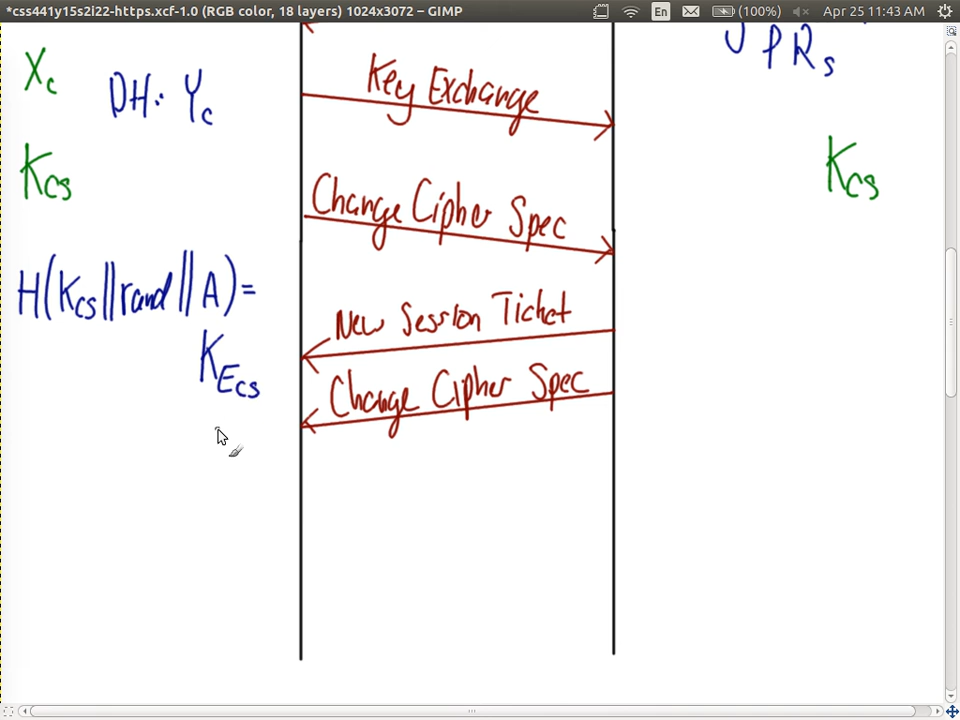 *css441y15s2i22-https.xcf-1.0 (RGB color, 18 layers) 1024x3072 – GIMP
En (100%) Apr 25 11:43 AM
Xc
DH: Yc
Key Exchange
PRs
Kcs
Change Cipher Spec
Kcs
H(Kcs||rand||A)=
KEcs
New Session Ticket
Change Cipher Spec